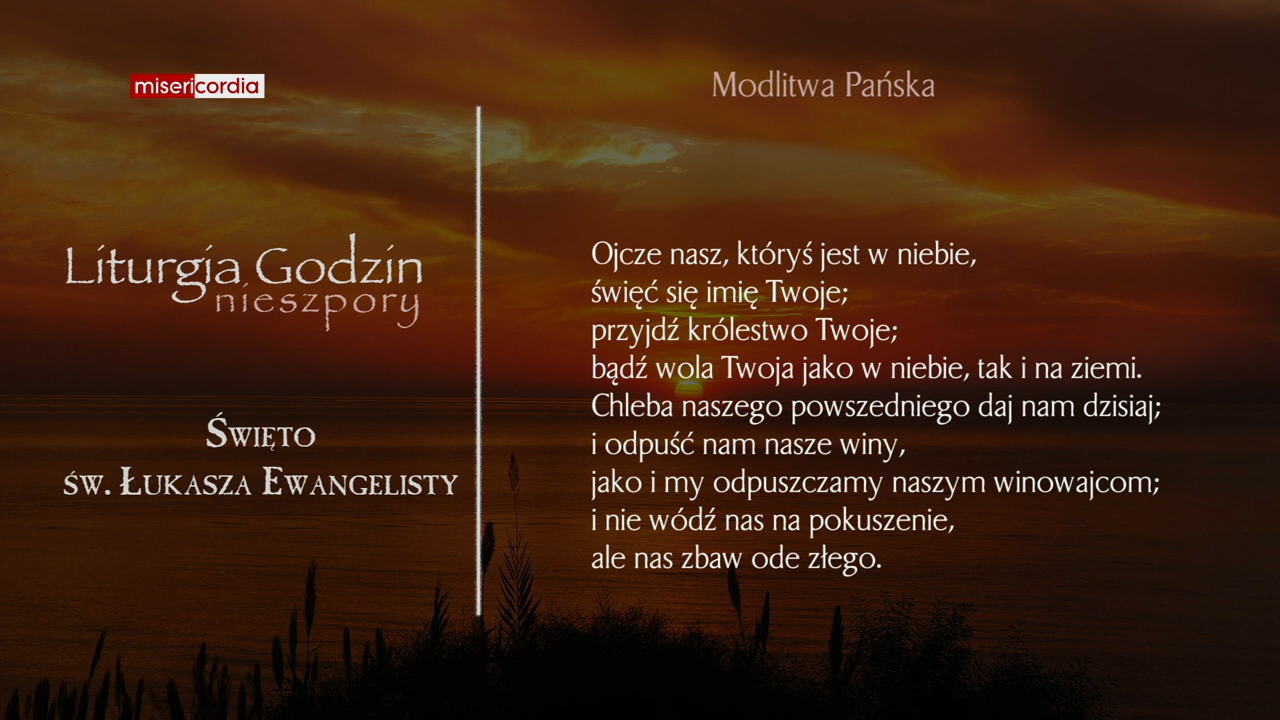 misericordia
Liturgia Godzin
nieszpory
Święto
św. Łukasza Ewangelisty
Modlitwa Pańska
Ojcze nasz, któryś jest w niebie,
święć się imię Twoje;
przyjdź królestwo Twoje;
bądź wola Twoja jako w niebie, tak i na ziemi.
Chleba naszego powszedniego daj nam dzisiaj;
i odpuść nam nasze winy,
jako i my odpuszczamy naszym winowajcom;
i nie wódź nas na pokuszenie,
ale nas zbaw ode złego.